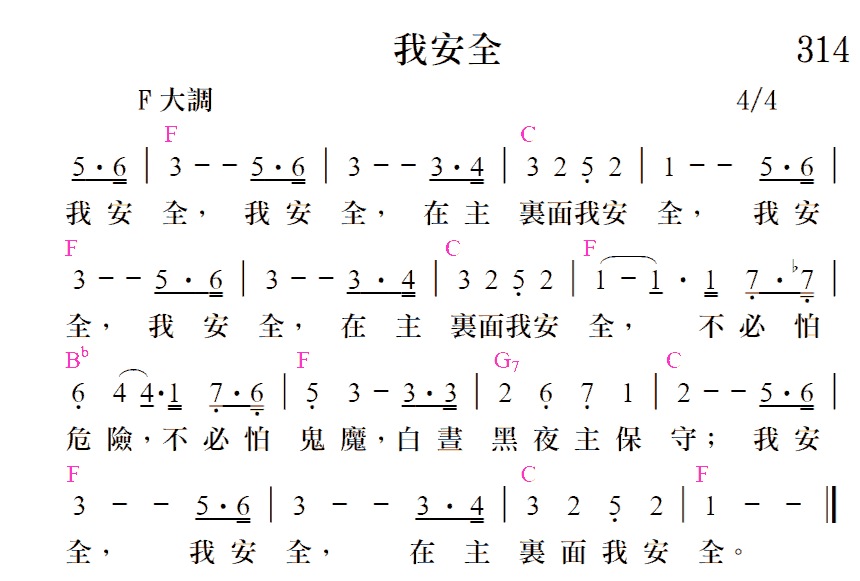 我安全 314
F 大調 4/4
F C
5·6 | 3 - - 5·6 | 3 - - 3·4 | 3 2 5 2 | 1 - - 5·6 |
我安 全， 我安 全， 在主 裏面我安 全， 我安
F C F
3 - - 5·6 | 3 - - 3·4 | 3 2 5 2 | 1 - 1·1 7·♭7 |
全， 我安 全， 在主 裏面我安 全， 不必怕
B♭ F G7 C
6 4 4·1 7·6 | 5 3 - 3·3 | 2 6 7 1 | 2 - - 5·6 |
危險，不必怕 鬼魔，白晝 黑夜主保 守； 我安
F C F
3 - - 5·6 | 3 - - 3·4 | 3 2 5 2 | 1 - - ‖
全， 我安 全， 在主 裏面我安 全。